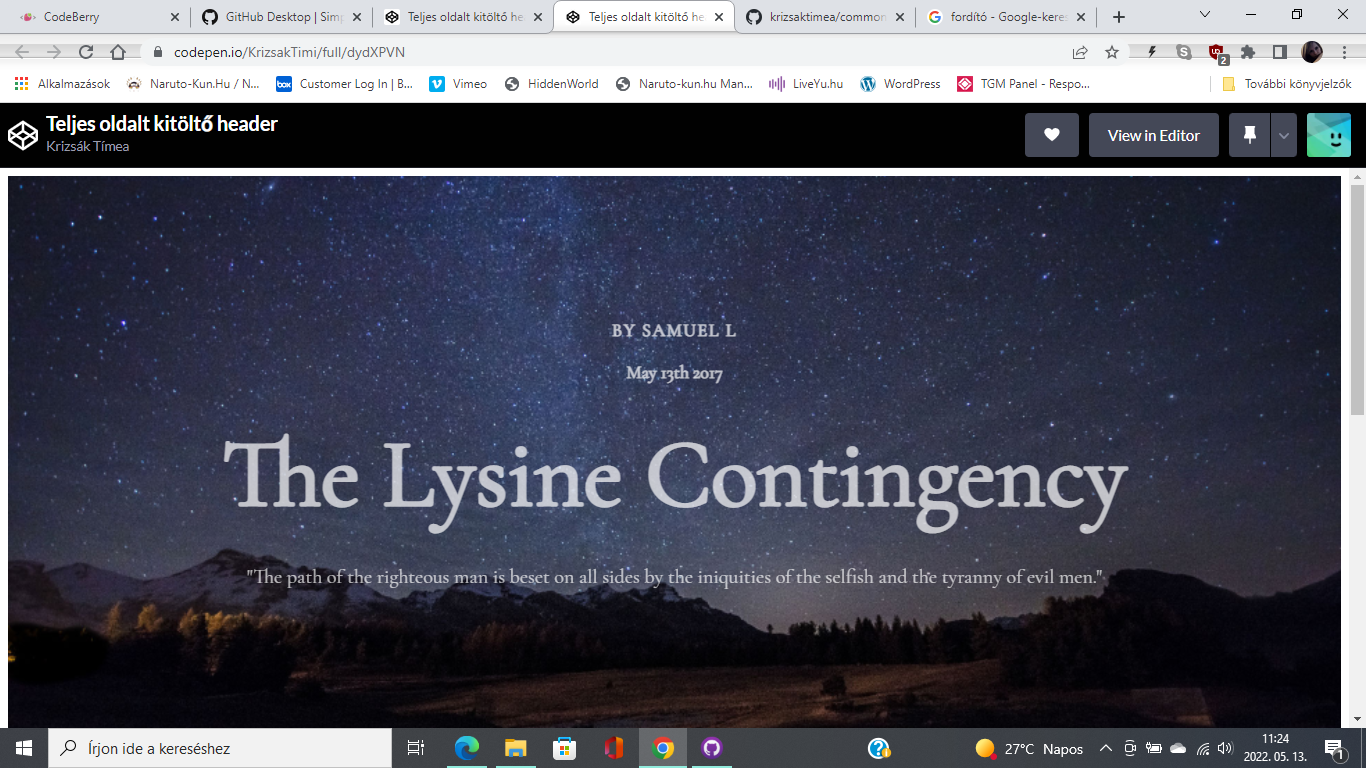 CodeBerry
GitHub Desktop | Sim
Teljes oldalt kitöltő he
Teljes oldalt kitöltő he
krizsaktimea/common
fordító - Google-kere
codepen.io/KrizsakTimi/full/dydXPVN
2
Alkalmazások
Naruto-Kun.Hu / N...
box
Customer Log In | B...
Vimeo
HiddenWorld
Naruto-kun.hu Man...
LiveYu.hu
WordPress
TGM Panel - Respo...
További könyvjelzők
Teljes oldalt kitöltő header
Krizsák Tímea
View in Editor
BY SAMUEL L
May 13th 2017
The Lysine Contingency
"The path of the righteous man is beset on all sides by the iniquities of the selfish and the tyranny of evil men."
Írjon ide a kereséshez
27°C Napos
11:24
2022. 05. 13.
1